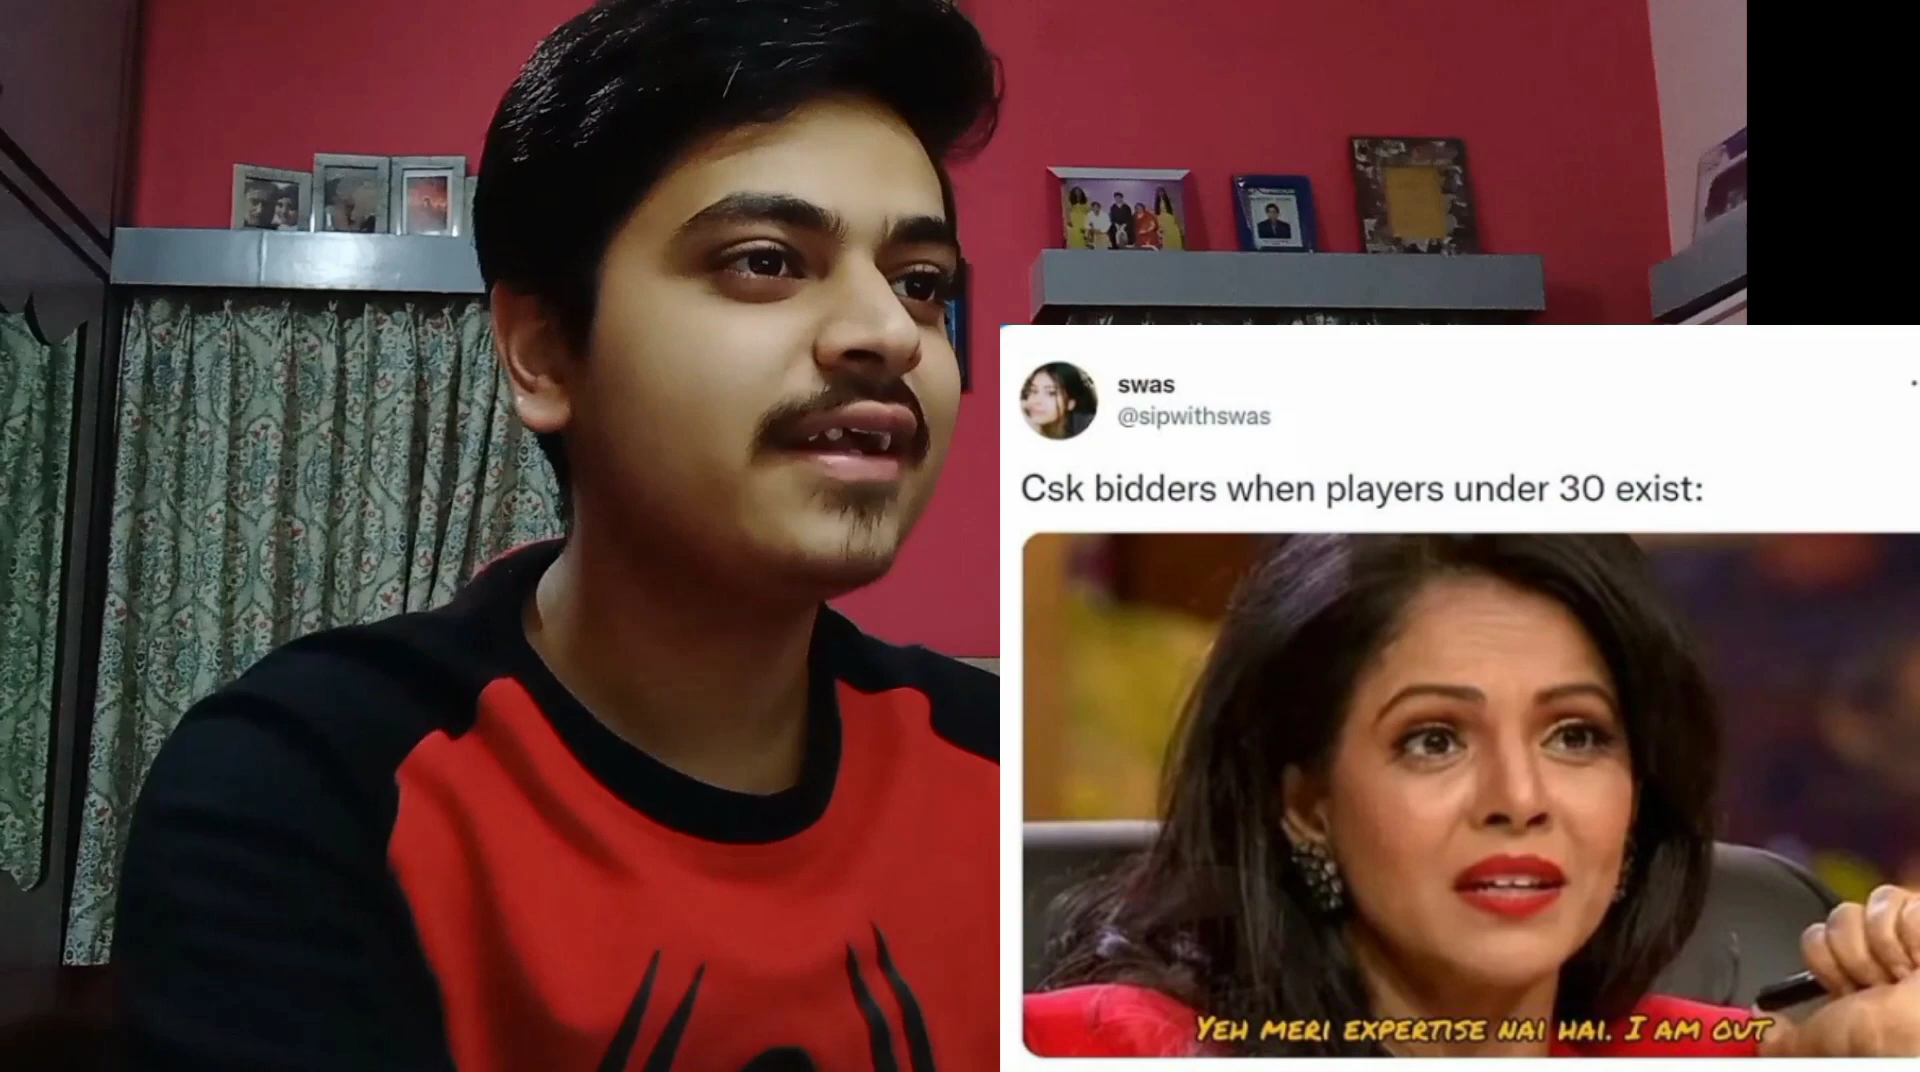 swas
@sipwithswas
Csk bidders when players under 30 exist:
YEH MERI EXPERTISE NAI HAI. I AM OUT